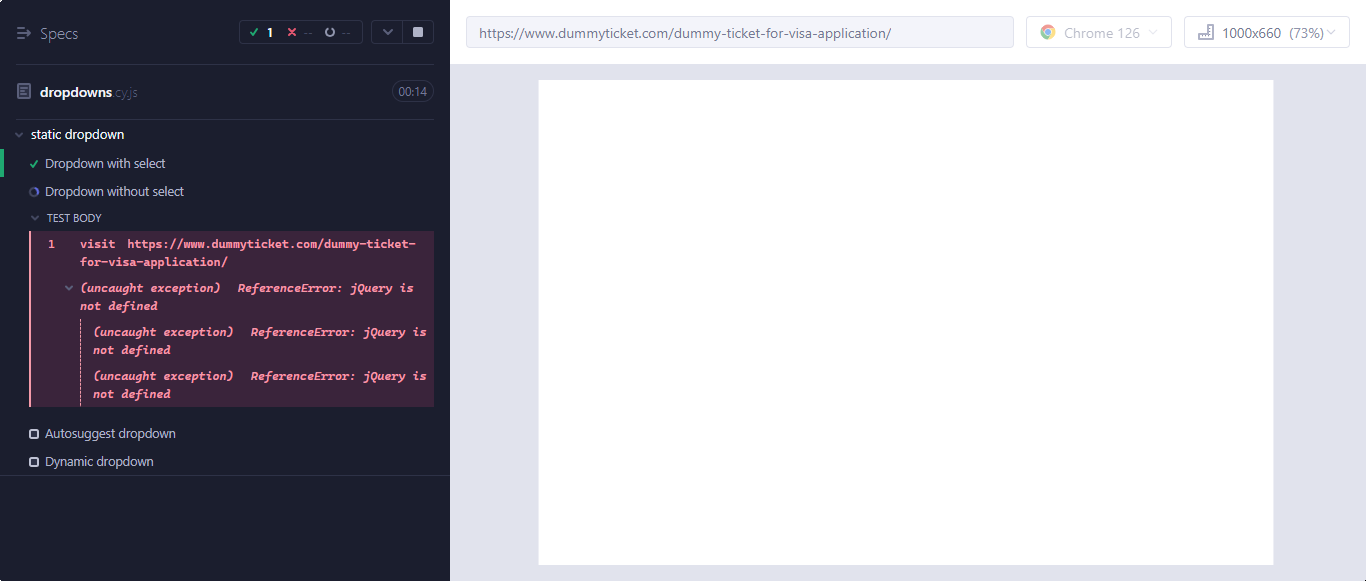 Specs
1
--
--
https://www.dummyticket.com/dummy-ticket-for-visa-application/
Chrome 126
1000x660 (73%)
dropdowns.cy.js
00:14
static dropdown
Dropdown with select
Dropdown without select
TEST BODY
1 visit https://www.dummyticket.com/dummy-ticket-
for-visa-application/
(uncaught exception) ReferenceError: jQuery is
not defined
(uncaught exception) ReferenceError: jQuery is
not defined
(uncaught exception) ReferenceError: jQuery is
not defined
Autosuggest dropdown
Dynamic dropdown